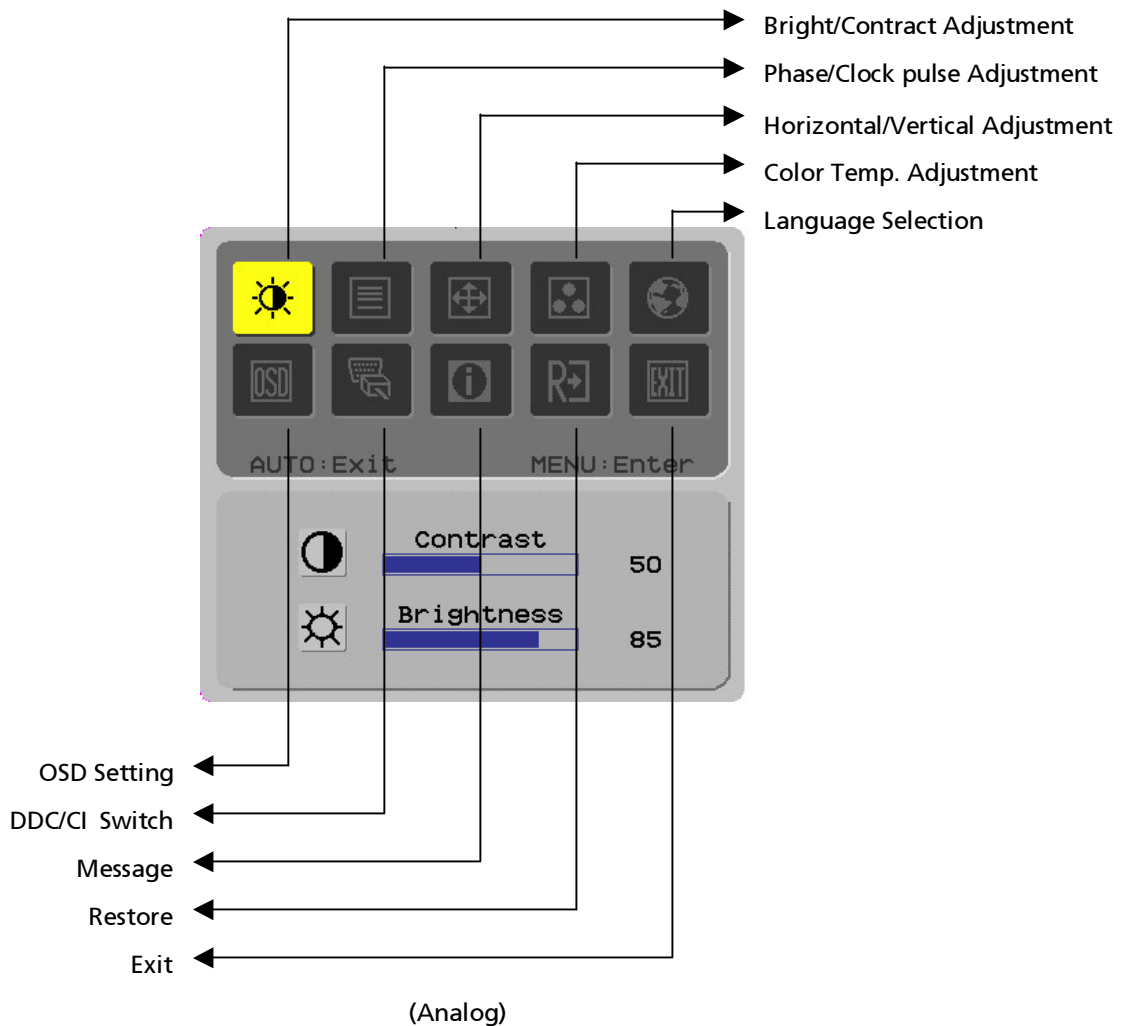 Bright/Contract Adjustment
Phase/Clock pulse Adjustment
Horizontal/Vertical Adjustment
Color Temp. Adjustment
Language Selection
OSD
i
R
EXIT
AUTO:Exit MENU:Enter
Contrast
50
Brightness
85
OSD Setting
DDC/CI Switch
Message
Restore
Exit
(Analog)